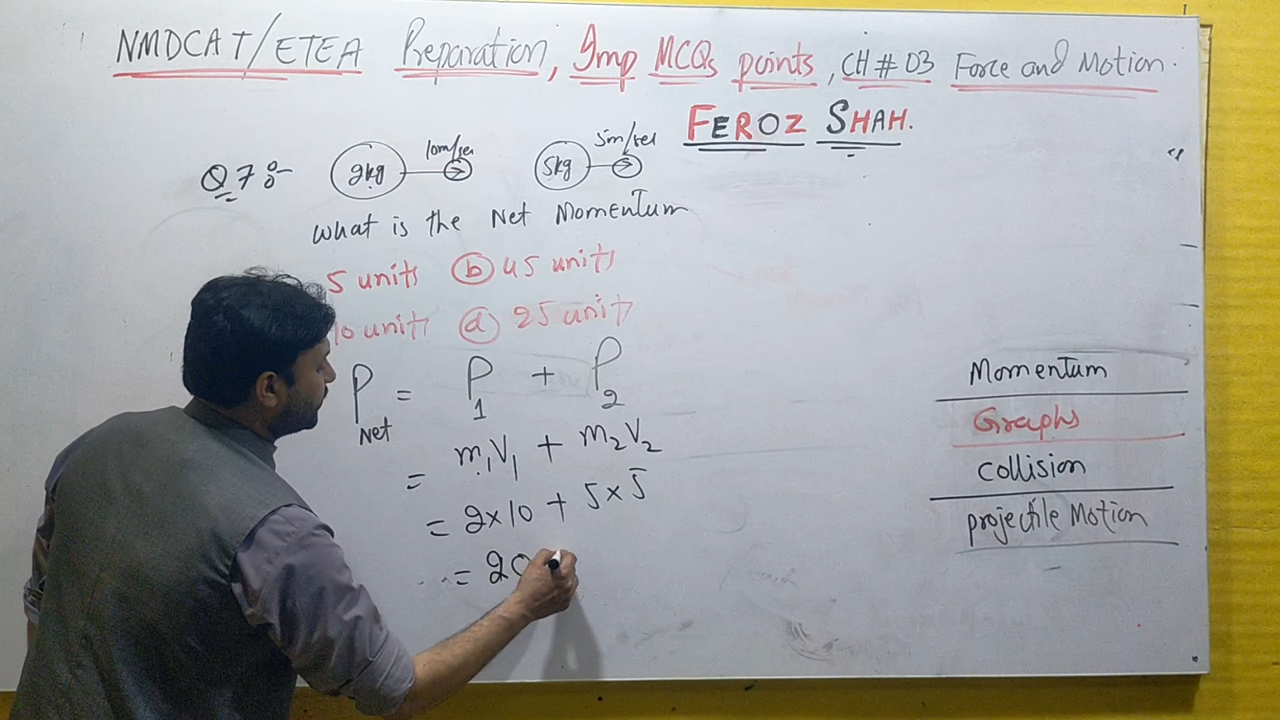 NMDCAT/ETEA Preparation, Imp MCQs points, CH # 03 Force and Motion.
FEROZ SHAH.
Q7:- 2kg 10m/sec 5kg 5m/sec
What is the Net Momentum
5 units (b) 45 units
10 units (d) 25 units
P Net = P1 + P2
= m1V1 + m2V2
= 2×10 + 5×5
= 20
Momentum
Graphs
collision
projectile Motion